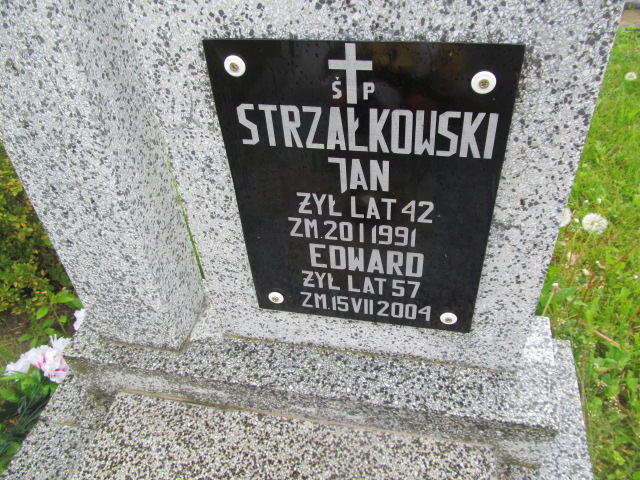 Ś P
STRZAŁKOWSKI
JAN
ŻYŁ LAT 42
ZM. 20 I 1991
EDWARD
ŻYŁ LAT 57
ZM. 15 VII 2004